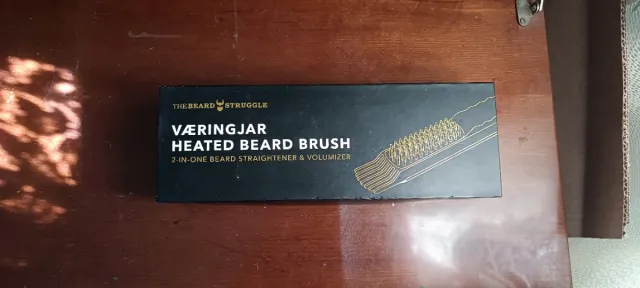 THE BEARD STRUGGLE
VÆRINGJAR
HEATED BEARD BRUSH
2-IN-ONE BEARD STRAIGHTENER & VOLUMIZER